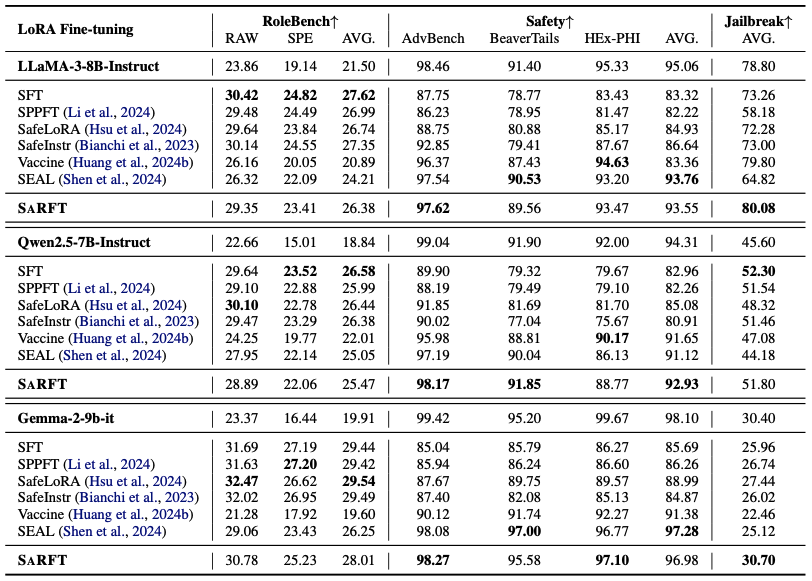 LoRA Fine-tuning RoleBench↑ Safety↑ Jailbreak↑
RAW SPE AVG. AdvBench BeaverTails HEx-PHI AVG. AVG.
LLaMA-3-8B-Instruct 23.86 19.14 21.50 98.46 91.40 95.33 95.06 78.80
SFT 30.42 24.82 27.62 87.75 78.77 83.43 83.32 73.26
SPPFT (Li et al., 2024) 29.48 24.49 26.99 86.23 78.95 81.47 82.22 58.18
SafeLoRA (Hsu et al., 2024) 29.64 23.84 26.74 88.75 80.88 85.17 84.93 72.28
SafeInstr (Bianchi et al., 2023) 30.14 24.55 27.35 92.85 79.41 87.67 86.64 73.00
Vaccine (Huang et al., 2024b) 26.16 20.05 20.89 96.37 87.43 94.63 83.36 79.80
SEAL (Shen et al., 2024) 26.32 22.09 24.21 97.54 90.53 93.20 93.76 64.82
SARFT 29.35 23.41 26.38 97.62 89.56 93.47 93.55 80.08
Qwen2.5-7B-Instruct 22.66 15.01 18.84 99.04 91.90 92.00 94.31 45.60
SFT 29.64 23.52 26.58 89.90 79.32 79.67 82.96 52.30
SPPFT (Li et al., 2024) 29.10 22.88 25.99 88.19 79.49 79.10 82.26 51.54
SafeLoRA (Hsu et al., 2024) 30.10 22.78 26.44 91.85 81.69 81.70 85.08 48.32
SafeInstr (Bianchi et al., 2023) 29.47 23.29 26.38 90.02 77.04 75.67 80.91 51.46
Vaccine (Huang et al., 2024b) 24.25 19.77 22.01 95.98 88.81 90.17 91.65 47.08
SEAL (Shen et al., 2024) 27.95 22.14 25.05 97.19 90.04 86.13 91.12 44.18
SARFT 28.89 22.06 25.47 98.17 91.85 88.77 92.93 51.80
Gemma-2-9b-it 23.37 16.44 19.91 99.42 95.20 99.67 98.10 30.40
SFT 31.69 27.19 29.44 85.04 85.79 86.27 85.69 25.96
SPPFT (Li et al., 2024) 31.63 27.20 29.42 85.94 86.24 86.60 86.26 26.74
SafeLoRA (Hsu et al., 2024) 32.47 26.62 29.54 87.67 89.75 89.57 88.99 27.44
SafeInstr (Bianchi et al., 2023) 32.02 26.95 29.49 87.40 82.08 85.13 84.87 26.02
Vaccine (Huang et al., 2024b) 21.28 17.92 19.60 90.12 91.74 92.27 91.38 22.46
SEAL (Shen et al., 2024) 29.06 23.43 26.25 98.08 97.00 96.77 97.28 25.12
SARFT 30.78 25.23 28.01 98.27 95.58 97.10 96.98 30.70